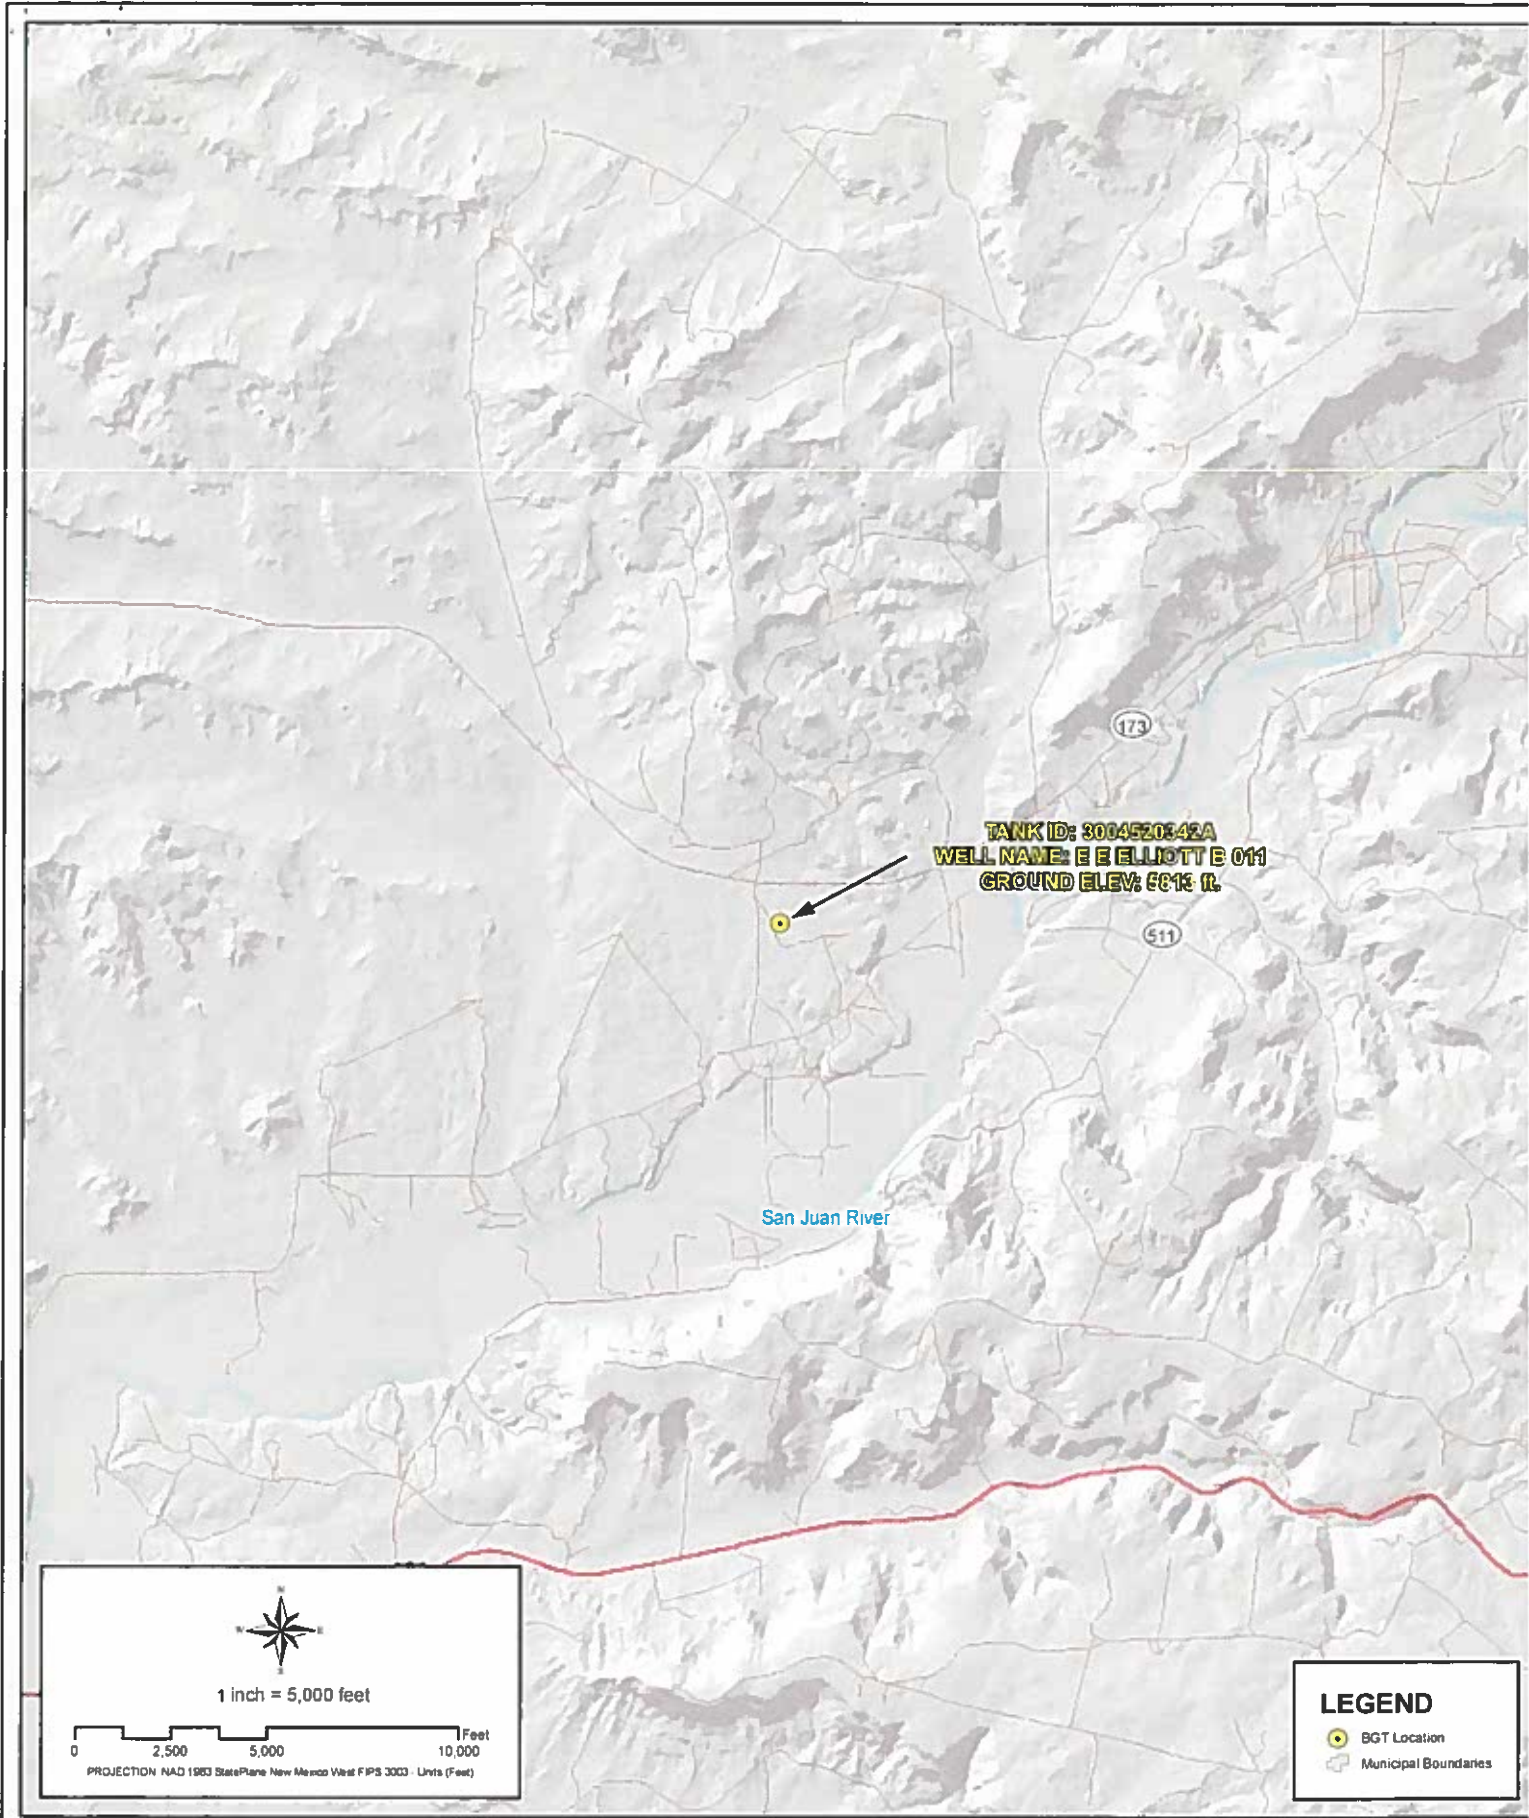 173
TANK ID: 3004520342A
WELL NAME: E E ELLIOTT B 011
GROUND ELEV: 5813 ft.
511
San Juan River
N
W E
S
1 inch = 5,000 feet
Feet
0 2,500 5,000 10,000
PROJECTION NAD 1983 StatePlane New Mexico West FIPS 3003 - Units (Feet)
LEGEND
BGT Location
Municipal Boundaries